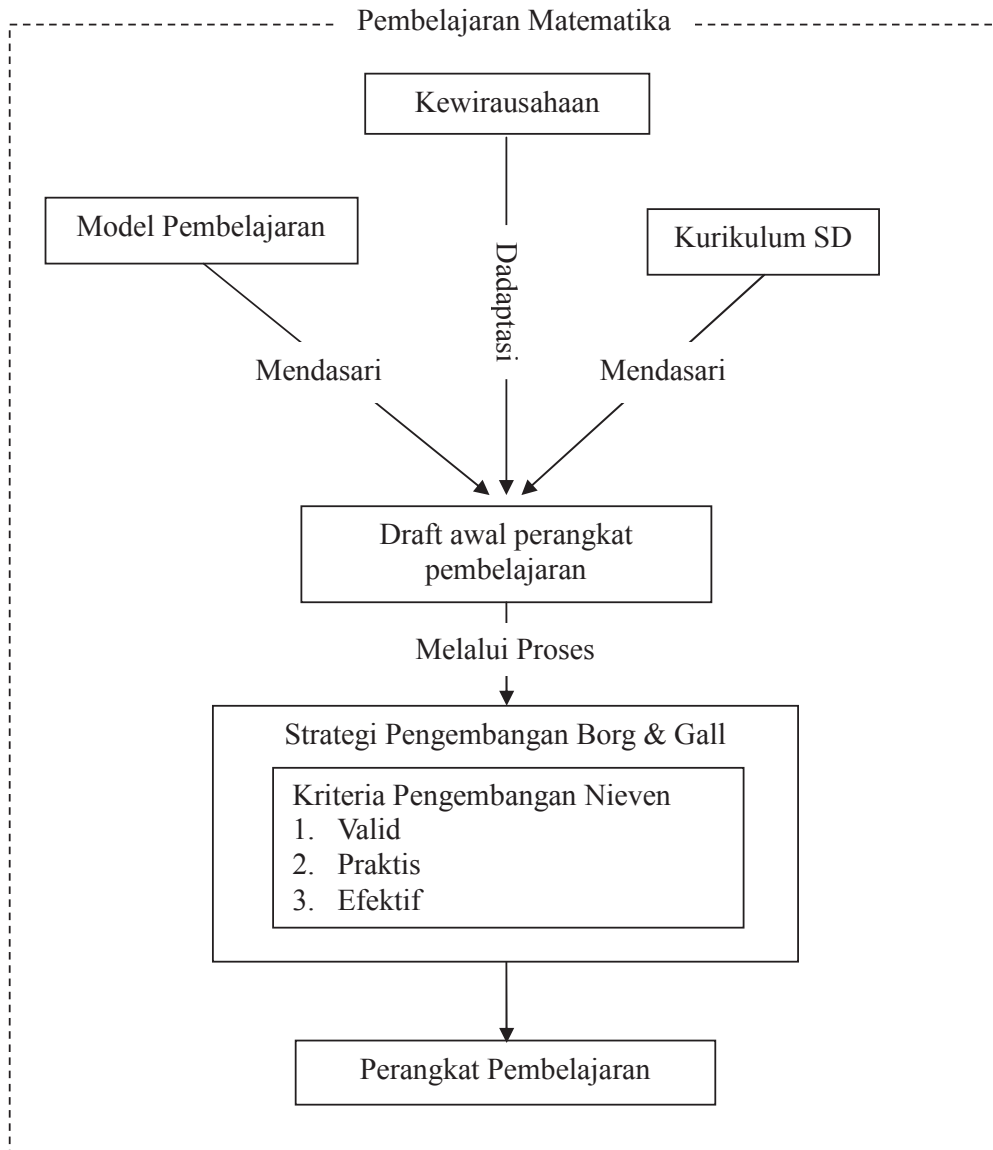 Pembelajaran Matematika
Kewirausahaan
Model Pembelajaran
Kurikulum SD
Dadaptasi
Mendasari
Mendasari
Draft awal perangkat
pembelajaran
Melalui Proses
Strategi Pengembangan Borg & Gall
Kriteria Pengembangan Nieven
1. Valid
2. Praktis
3. Efektif
Perangkat Pembelajaran